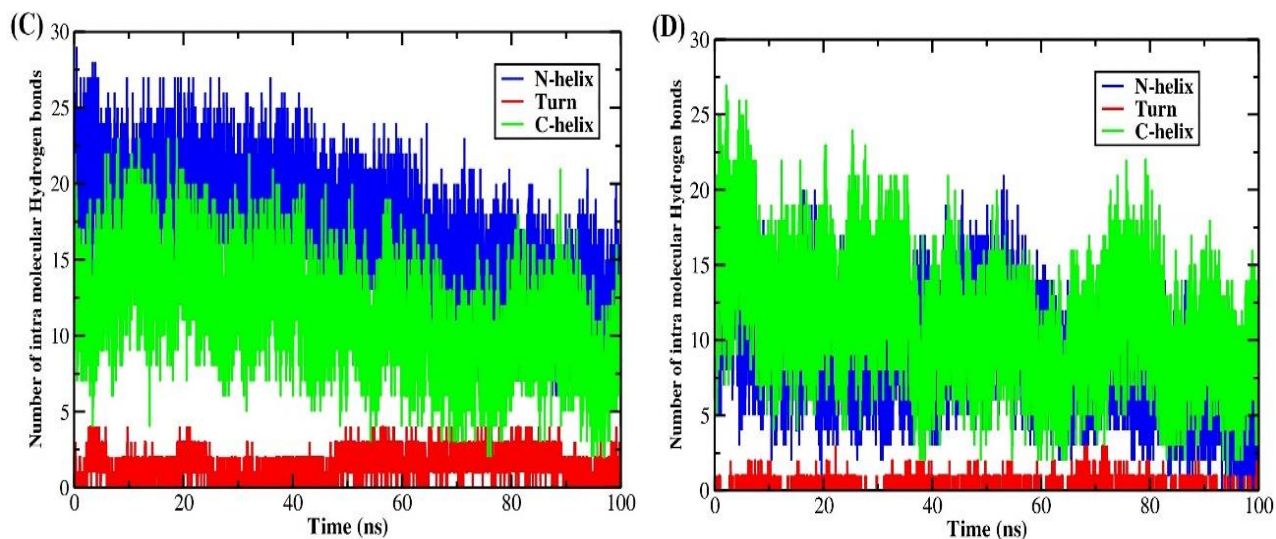 (C)
Number of intra molecular Hydrogen bonds
30
25
20
15
10
5
0
N-helix
Turn
C-helix
0 20 40 60 80 100
Time (ns)
(D)
Number of intra molecular Hydrogen bonds
30
25
20
15
10
5
0
N-helix
Turn
C-helix
0 20 40 60 80 100
Time (ns)